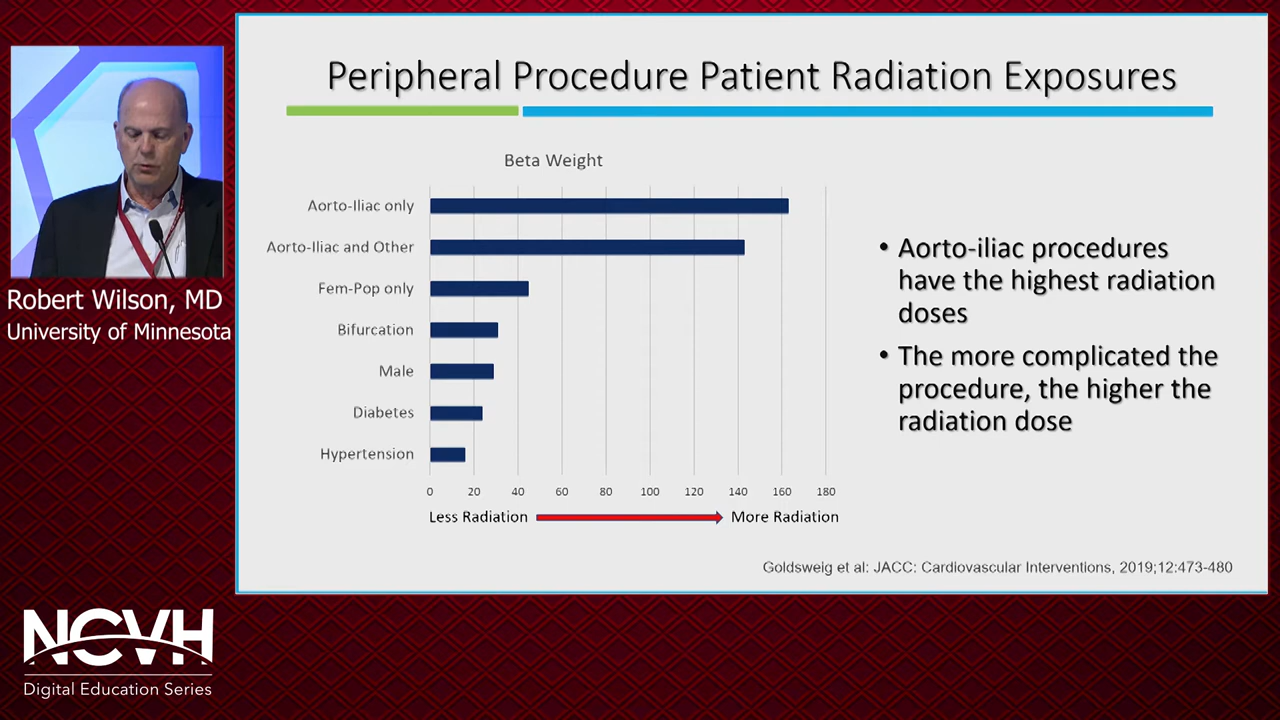 Peripheral Procedure Patient Radiation Exposures
Beta Weight
Aorto-Iliac only
Aorto-Iliac and Other
Fem-Pop only
Bifurcation
Male
Diabetes
Hypertension
0 20 40 60 80 100 120 140 160 180
Less Radiation More Radiation
• Aorto-iliac procedures
have the highest radiation
doses
• The more complicated the
procedure, the higher the
radiation dose
Goldsweig et al: JACC: Cardiovascular Interventions, 2019;12:473-480
Robert Wilson, MD
University of Minnesota
NCVH
Digital Education Series